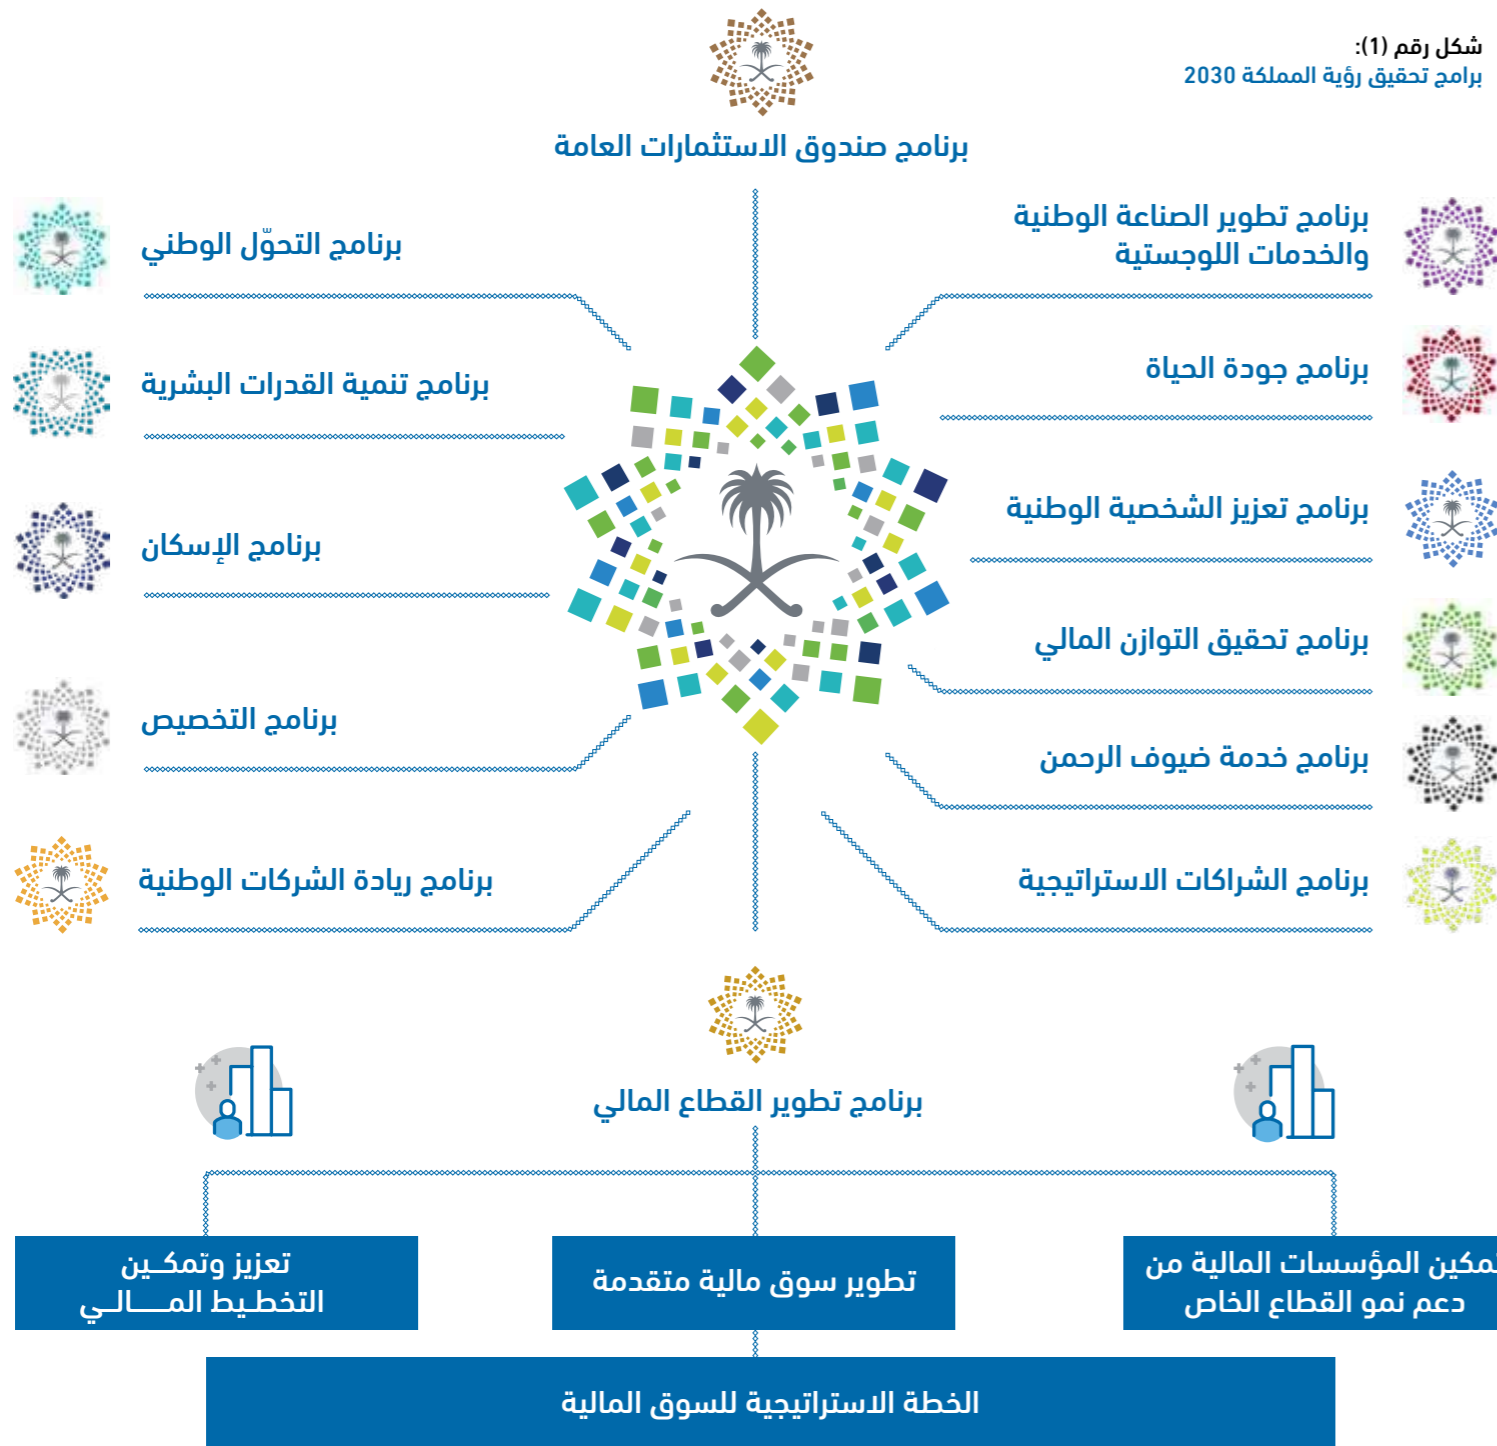 شكل رقم (1):
برامج تحقيق رؤية المملكة 2030
برنامج صندوق الاستثمارات العامة
برنامج تطوير الصناعة الوطنية
والخدمات اللوجستية
برنامج جودة الحياة
برنامج تعزيز الشخصية الوطنية
برنامج تحقيق التوازن المالي
برنامج خدمة ضيوف الرحمن
برنامج الشراكات الاستراتيجية
برنامج التحوّل الوطني
برنامج تنمية القدرات البشرية
برنامج الإسكان
برنامج التخصيص
برنامج ريادة الشركات الوطنية
برنامج تطوير القطاع المالي
تمكين المؤسسات المالية من
دعم نمو القطاع الخاص
تطوير سوق مالية متقدمة
تعزيز وتمكــين
التخطـيط المـــــالــي
الخطة الاستراتيجية للسوق المالية